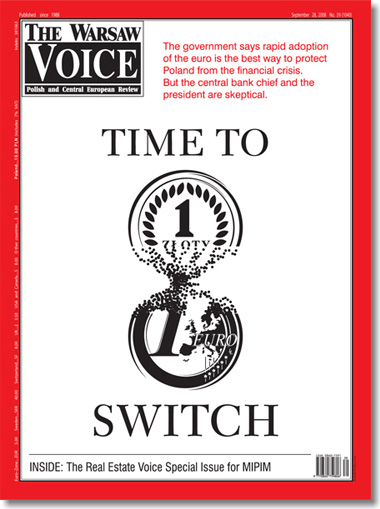 Published since 1988
September 28, 2008 No. 39 (1040)
THE WARSAW
VOICE
Polish and Central European Review
The government says rapid adoption
of the euro is the best way to protect
Poland from the financial crisis.
But the central bank chief and the
president are skeptical.
TIME TO
1
ZŁOTY
1
EURO
SWITCH
INSIDE: The Real Estate Voice Special Issue for MIPIM